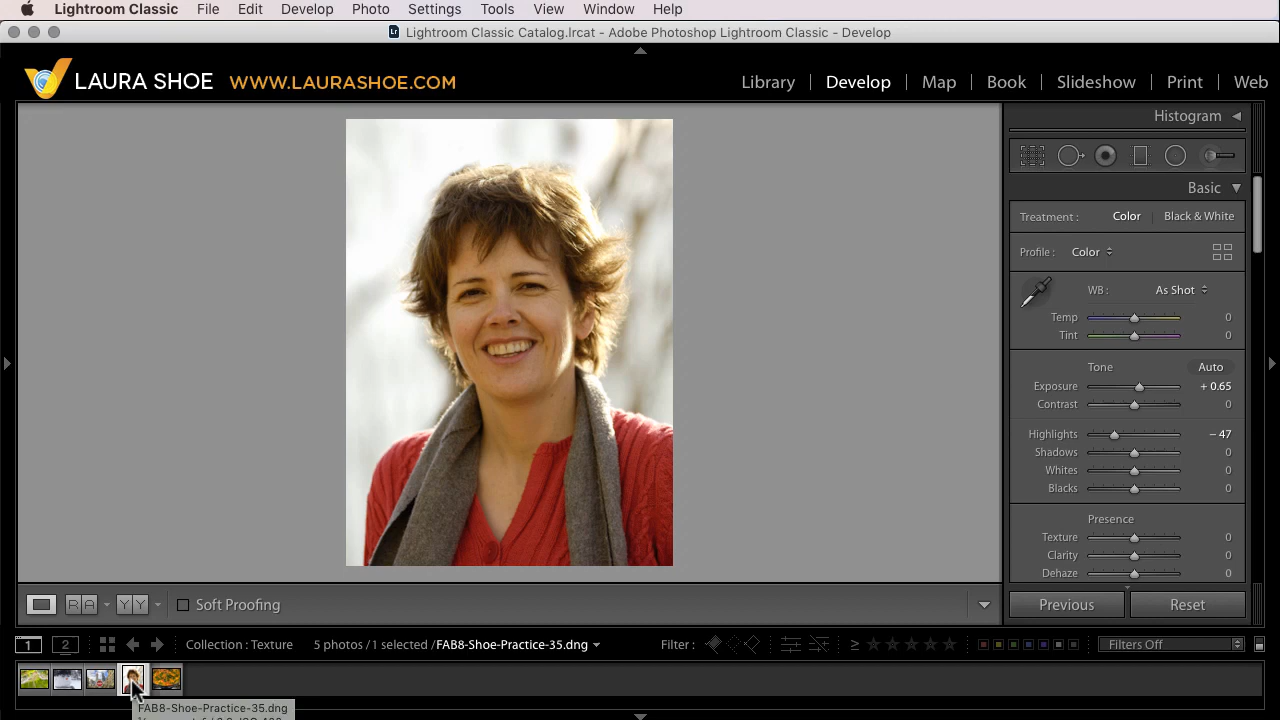 Lightroom Classic File Edit Develop Photo Settings Tools View Window Help
Lr Lightroom Classic Catalog.lrcat - Adobe Photoshop Lightroom Classic - Develop
LAURA SHOE WWW.LAURASHOE.COM
Library | Develop | Map | Book | Slideshow | Print | Web
Histogram
Basic
Treatment : Color Black & White
Profile : Color
WB : As Shot
Temp 0
Tint 0
Tone Auto
Exposure + 0.65
Contrast 0
Highlights – 47
Shadows 0
Whites 0
Blacks 0
Presence
Texture 0
Clarity 0
Dehaze 0
R A Y Y Soft Proofing
Previous Reset
1 2 Collection : Texture 5 photos / 1 selected / FAB8-Shoe-Practice-35.dng Filter : ≥ Filters Off
FAB8-Shoe-Practice-35.dng